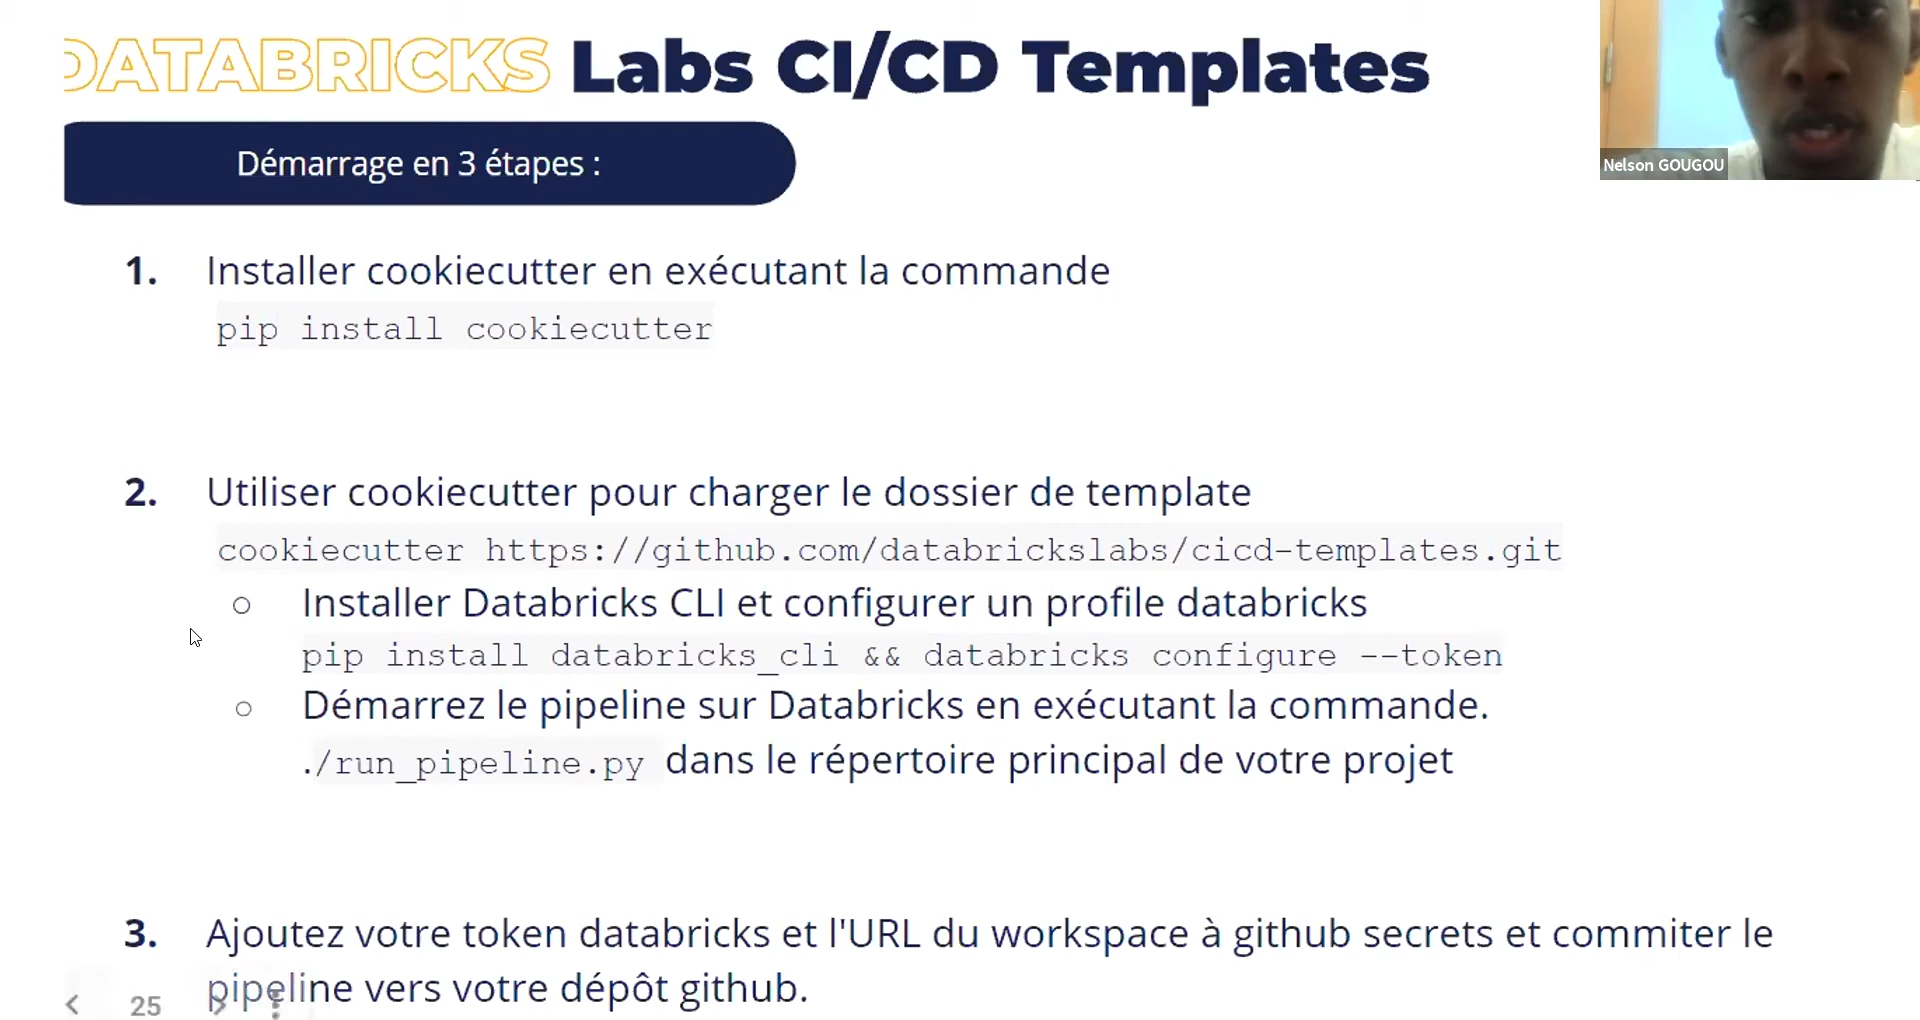 DATABRICKS Labs CI/CD Templates
Démarrage en 3 étapes :
Nelson GOUGOU
1. Installer cookiecutter en exécutant la commande
pip install cookiecutter
2. Utiliser cookiecutter pour charger le dossier de template
cookiecutter https://github.com/databrickslabs/cicd-templates.git
○ Installer Databricks CLI et configurer un profile databricks
pip install databricks_cli && databricks configure --token
○ Démarrez le pipeline sur Databricks en exécutant la commande.
./run_pipeline.py dans le répertoire principal de votre projet
3. Ajoutez votre token databricks et l'URL du workspace à github secrets et commiter le
pipeline vers votre dépôt github.
25